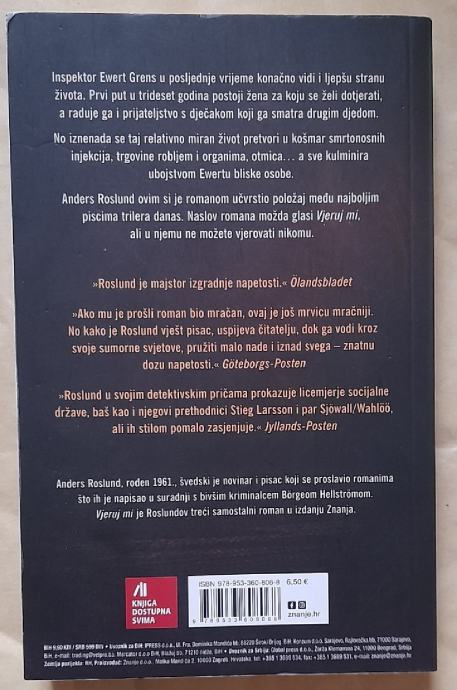 Inspektor Ewert Grens u posljednje vrijeme konačno vidi i ljepšu stranu
života. Prvi put u trideset godina postoji žena za koju se želi dotjerati,
a raduje ga i prijateljstvo s dječakom koji ga smatra drugim djedom.
No iznenada se taj relativno miran život pretvori u košmar smrtonosnih
injekcija, trgovine robljem i organima, otmica... a sve kulminira
ubojstvom Ewertu bliske osobe.
Anders Roslund ovim si je romanom učvrstio položaj među najboljim
piscima trilera danas. Naslov romana možda glasi Vjeruj mi,
ali u njemu ne možete vjerovati nikomu.
»Roslund je majstor izgradnje napetosti.« Ölandsbladet
»Ako mu je prošli roman bio mračan, ovaj je još mrvicu mračniji.
No kako je Roslund vješt pisac, uspijeva čitatelju, dok ga vodi kroz
svoje sumorne svjetove, pružiti malo nade i iznad svega – znatnu
dozu napetosti.« Göteborgs-Posten
»Roslund u svojim detektivskim pričama prokazuje licemjerje socijalne
države, baš kao i njegovi prethodnici Stieg Larsson i par Sjöwall/Wahlöö,
ali ih stilom pomalo zasjenjuje.« Jyllands-Posten
Anders Roslund, rođen 1961., švedski je novinar i pisac koji se proslavio romanima
što ih je napisao u suradnji s bivšim kriminalcem Börgeom Hellströmom.
Vjeruj mi je Roslundov treći samostalni roman u izdanju Znanja.
KNJIGA
DOSTUPNA
SVIMA
ISBN 978-953-360-808-8
6,50 €
9 789533 608088
znanje.hr